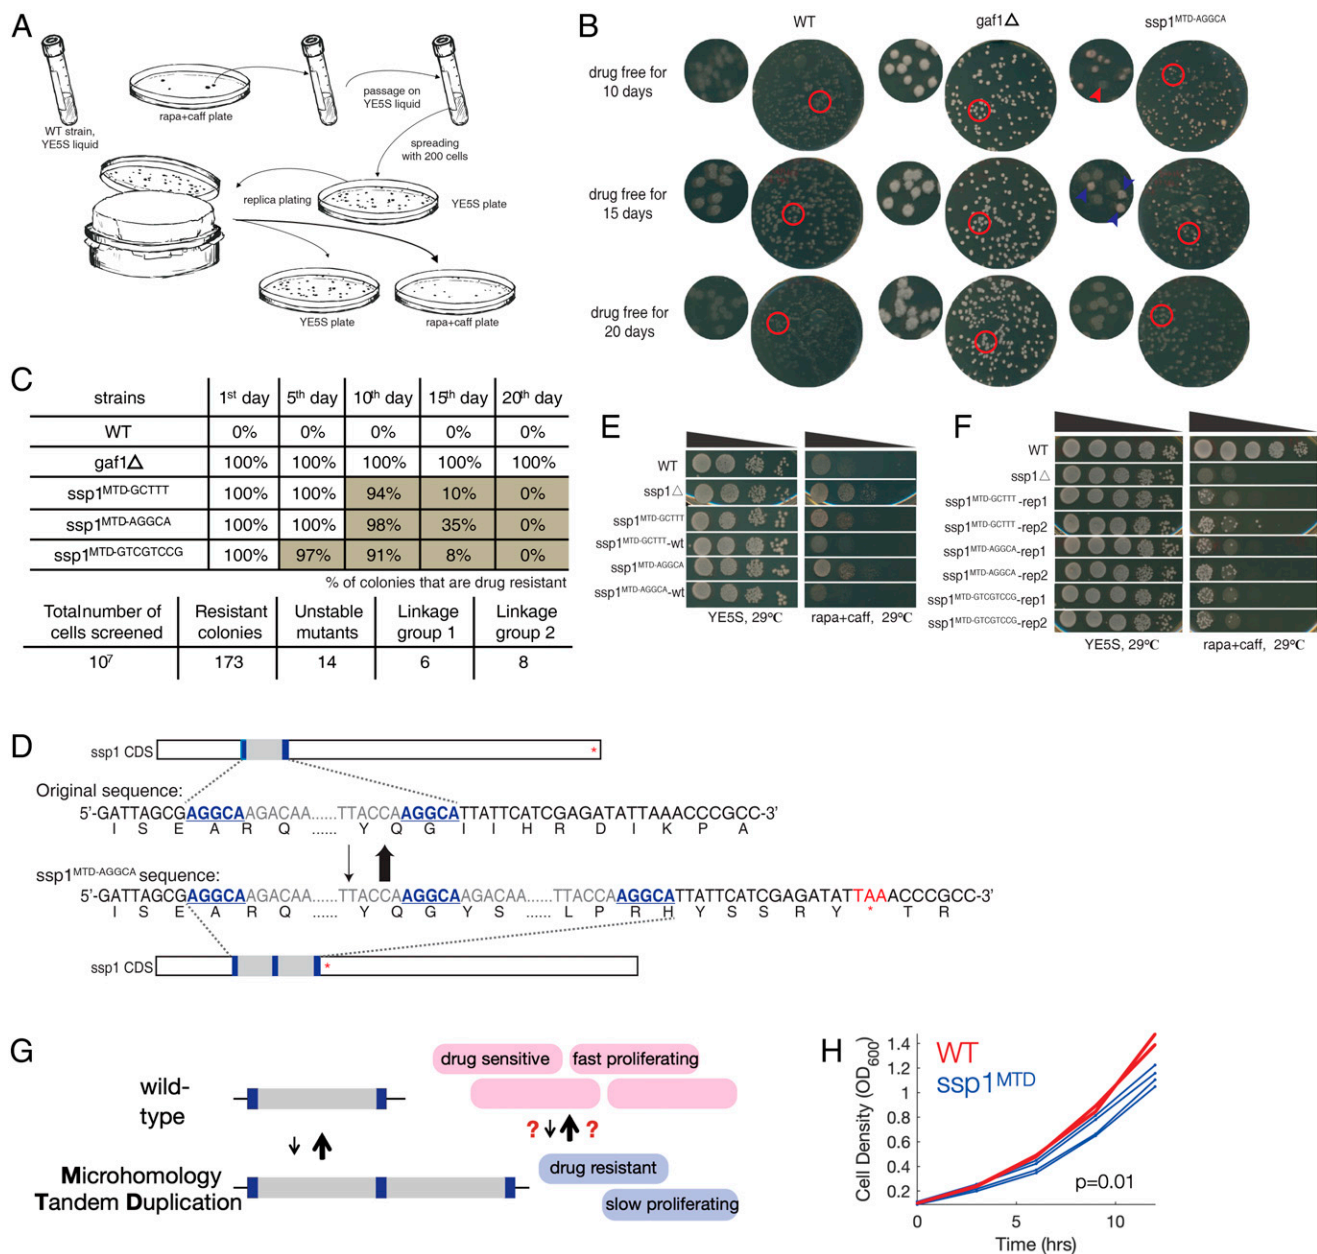 A
WT strain,
YE5S liquid
rapa+caff plate
passage on
YE5S liquid
spreading
with 200 cells
replica plating
YE5S plate
YE5S plate
rapa+caff plate
B
WT
gaf1△
ssp1MTD-AGGCA
drug free for
10 days
drug free for
15 days
drug free for
20 days
C
strains 1st day 5th day 10th day 15th day 20th day
WT 0% 0% 0% 0% 0%
gaf1△ 100% 100% 100% 100% 100%
ssp1MTD-GCTTT 100% 100% 94% 10% 0%
ssp1MTD-AGGCA 100% 100% 98% 35% 0%
ssp1MTD-GTCGTCCG 100% 97% 91% 8% 0%
% of colonies that are drug resistant
Total number of cells screened Resistant colonies Unstable mutants Linkage group 1 Linkage group 2
10⁷ 173 14 6 8
E
WT
ssp1△
ssp1MTD-GCTTT
ssp1MTD-GCTTT-wt
ssp1MTD-AGGCA
ssp1MTD-AGGCA-wt
YE5S, 29℃
rapa+caff, 29℃
F
WT
ssp1△
ssp1MTD-GCTTT-rep1
ssp1MTD-GCTTT-rep2
ssp1MTD-AGGCA-rep1
ssp1MTD-AGGCA-rep2
ssp1MTD-GTCGTCCG-rep1
ssp1MTD-GTCGTCCG-rep2
YE5S, 29℃
rapa+caff, 29℃
D
ssp1 CDS
*
Original sequence:
5'-GATTAGCGAGGCAAGACAA......TTACCAAGGCATTATTCATCGAGATATTAAACCCGCC-3'
I S E A R Q ...... Y Q G I I H R D I K P A
ssp1MTD-AGGCA sequence:
5'-GATTAGCGAGGCAAGACAA......TTACCAAGGCAAGACAA......TTACCAAGGCATTATTCATCGAGATATTAAACCCGCC-3'
I S E A R Q ...... Y Q G Y S ...... L P R H Y S S R Y * T R
ssp1 CDS
*
G
wild-
type
Microhomology
Tandem Duplication
drug sensitive
fast proliferating
? ?
drug resistant
slow proliferating
H
WT
ssp1MTD
Cell Density (OD600)
1.4
1.2
1
0.8
0.6
0.4
0.2
p=0.01
0 5 10
Time (hrs)